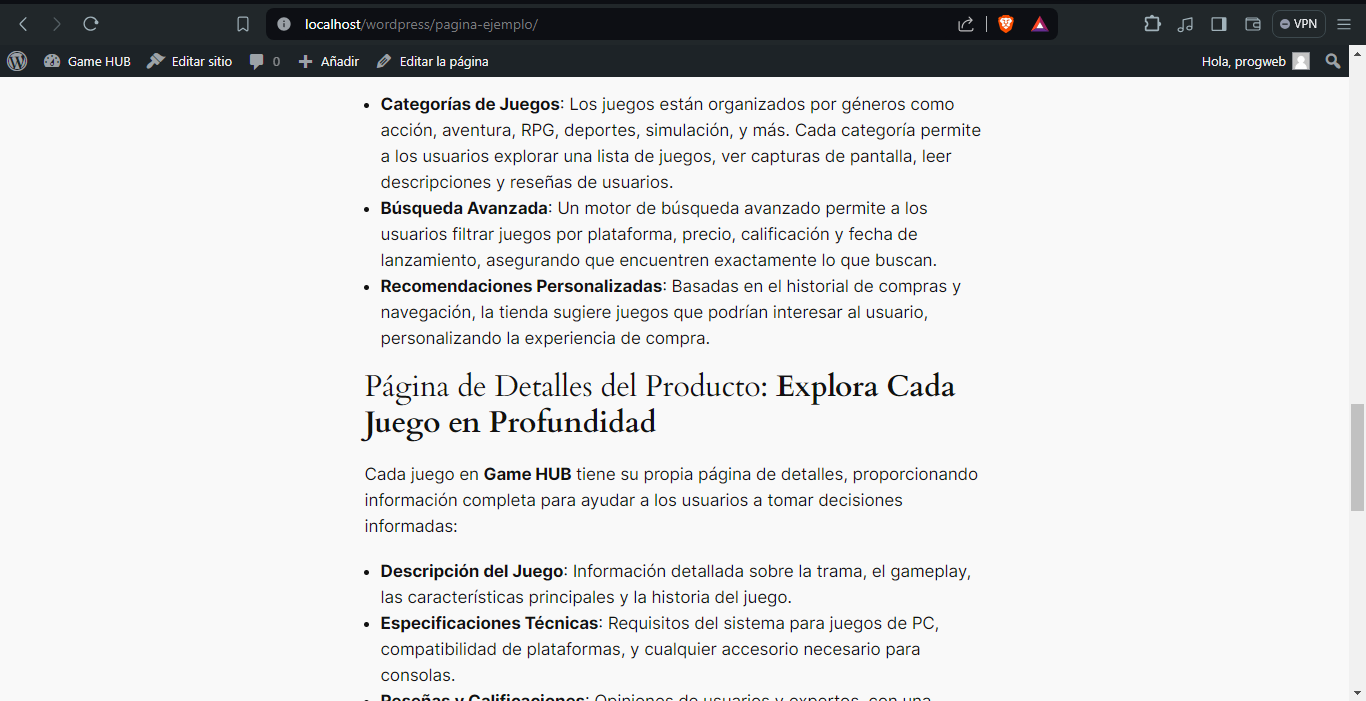 localhost/wordpress/pagina-ejemplo/
VPN
Game HUB Editar sitio 0 Añadir Editar la página Hola, progweb
• Categorías de Juegos: Los juegos están organizados por géneros como
acción, aventura, RPG, deportes, simulación, y más. Cada categoría permite
a los usuarios explorar una lista de juegos, ver capturas de pantalla, leer
descripciones y reseñas de usuarios.
• Búsqueda Avanzada: Un motor de búsqueda avanzado permite a los
usuarios filtrar juegos por plataforma, precio, calificación y fecha de
lanzamiento, asegurando que encuentren exactamente lo que buscan.
• Recomendaciones Personalizadas: Basadas en el historial de compras y
navegación, la tienda sugiere juegos que podrían interesar al usuario,
personalizando la experiencia de compra.
Página de Detalles del Producto: Explora Cada
Juego en Profundidad
Cada juego en Game HUB tiene su propia página de detalles, proporcionando
información completa para ayudar a los usuarios a tomar decisiones
informadas:
• Descripción del Juego: Información detallada sobre la trama, el gameplay,
las características principales y la historia del juego.
• Especificaciones Técnicas: Requisitos del sistema para juegos de PC,
compatibilidad de plataformas, y cualquier accesorio necesario para
consolas.
• Reseñas y Calificaciones: Opiniones de usuarios y expertos, con una